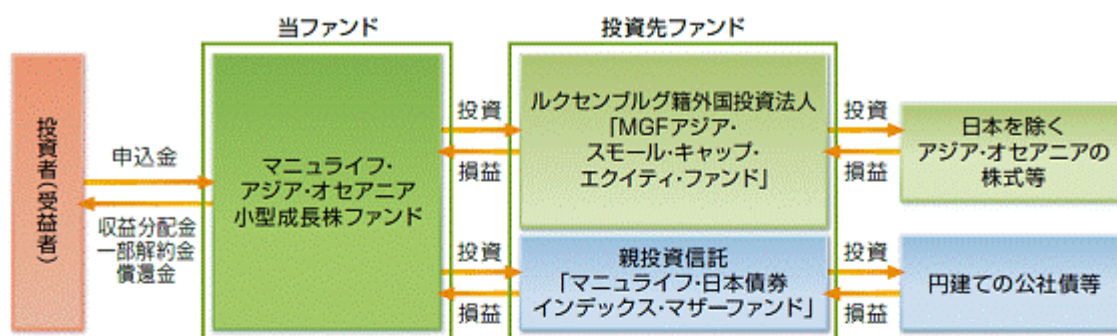 当ファンド
投資先ファンド
投資者(受益者)
申込金
収益分配金
一部解約金
償還金
マニュライフ・
アジア・オセアニア
小型成長株ファンド
投資
損益
ルクセンブルグ籍外国投資法人
「MGFアジア・
スモール・キャップ・
エクイティ・ファンド」
投資
損益
日本を除く
アジア・オセアニアの
株式等
投資
損益
親投資信託
「マニュライフ・日本債券
インデックス・マザーファンド」
投資
損益
円建ての公社債等